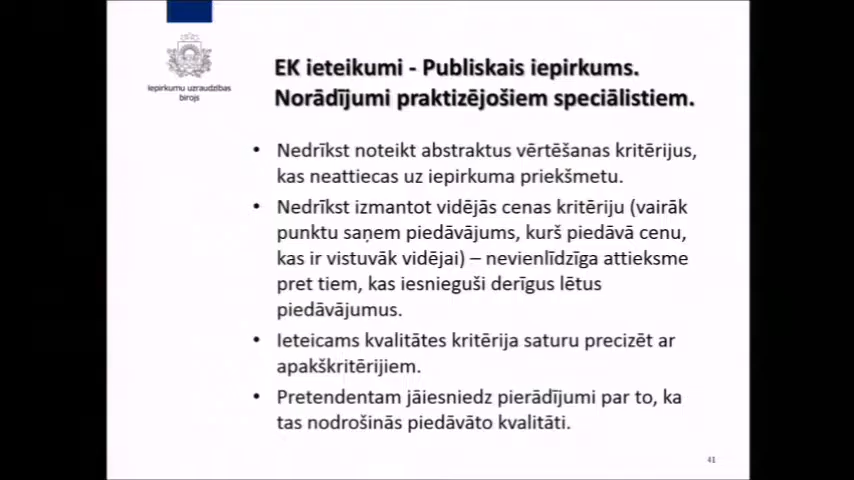 Iepirkumu uzraudzības
birojs
EK ieteikumi - Publiskais iepirkums.
Norādījumi praktizējošiem speciālistiem.
• Nedrīkst noteikt abstraktus vērtēšanas kritērijus,
kas neattiecas uz iepirkuma priekšmetu.
• Nedrīkst izmantot vidējās cenas kritēriju (vairāk
punktu saņem piedāvājums, kurš piedāvā cenu,
kas ir vistuvāk vidējai) – nevienlīdzīga attieksme
pret tiem, kas iesnieguši derīgus lētus
piedāvājumus.
• Ieteicams kvalitātes kritērija saturu precizēt ar
apakškritērijiem.
• Pretendentam jāiesniedz pierādījumi par to, ka
tas nodrošinās piedāvāto kvalitāti.
41